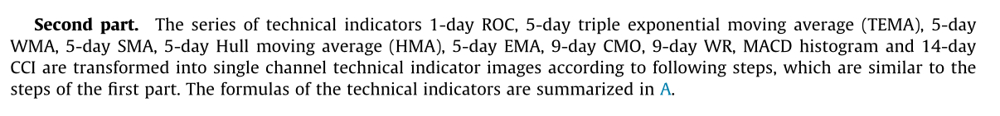 Second part. The series of technical indicators 1-day ROC, 5-day triple exponential moving average (TEMA), 5-day
WMA, 5-day SMA, 5-day Hull moving average (HMA), 5-day EMA, 9-day CMO, 9-day WR, MACD histogram and 14-day
CCI are transformed into single channel technical indicator images according to following steps, which are similar to the
steps of the first part. The formulas of the technical indicators are summarized in A.